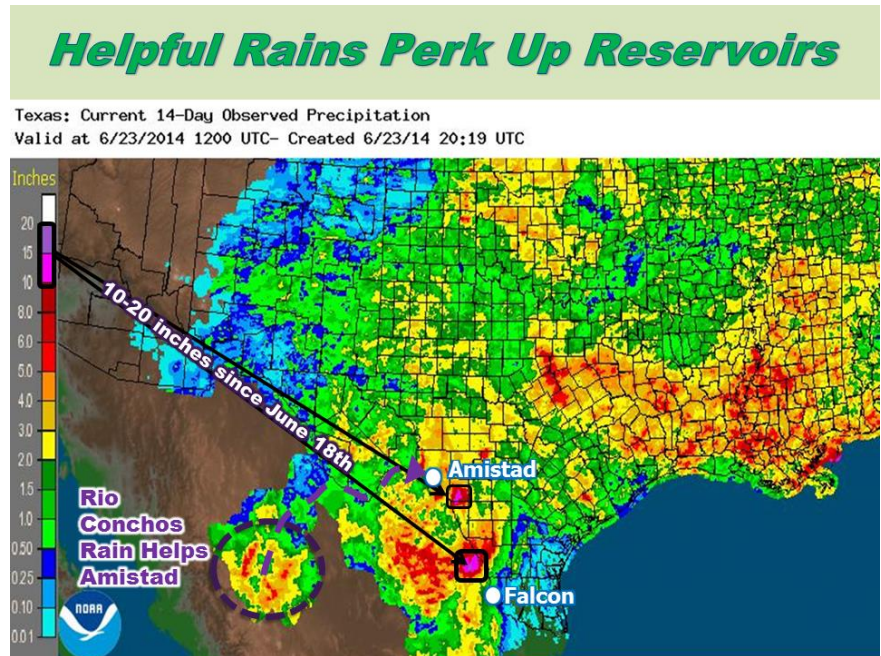 Helpful Rains Perk Up Reservoirs
Texas: Current 14-Day Observed Precipitation
Valid at 6/23/2014 1200 UTC- Created 6/23/14 20:19 UTC
Inches
20
15
10
8.0
6.0
5.0
4.0
3.0
2.0
1.5
1.0
0.50
0.25
0.10
0.01
10-20 inches since June 18th
Amistad
Rio
Conchos
Rain Helps
Amistad
Falcon
NOAA